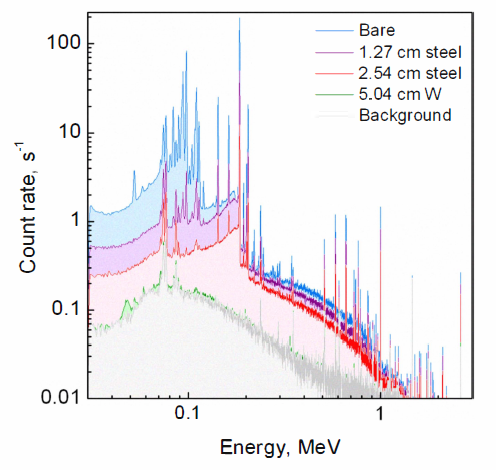 Bare
1.27 cm steel
2.54 cm steel
5.04 cm W
Background
100
10
1
0.1
0.01
Count rate, s⁻¹
0.1
1
Energy, MeV